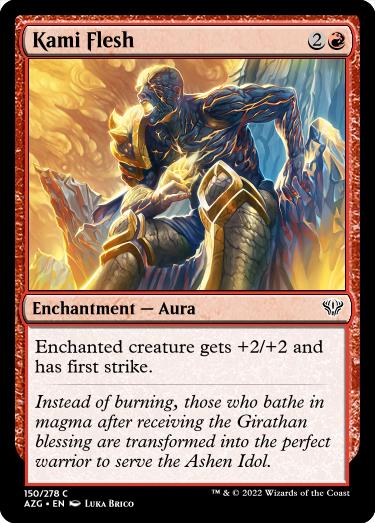 Kami Flesh 2
Enchantment — Aura
Enchanted creature gets +2/+2 and
has first strike.
Instead of burning, those who bathe in
magma after receiving the Girathan
blessing are transformed into the perfect
warrior to serve the Ashen Idol.
150/278 C
AZG • EN Luka Brico
™ & © 2022 Wizards of the Coast